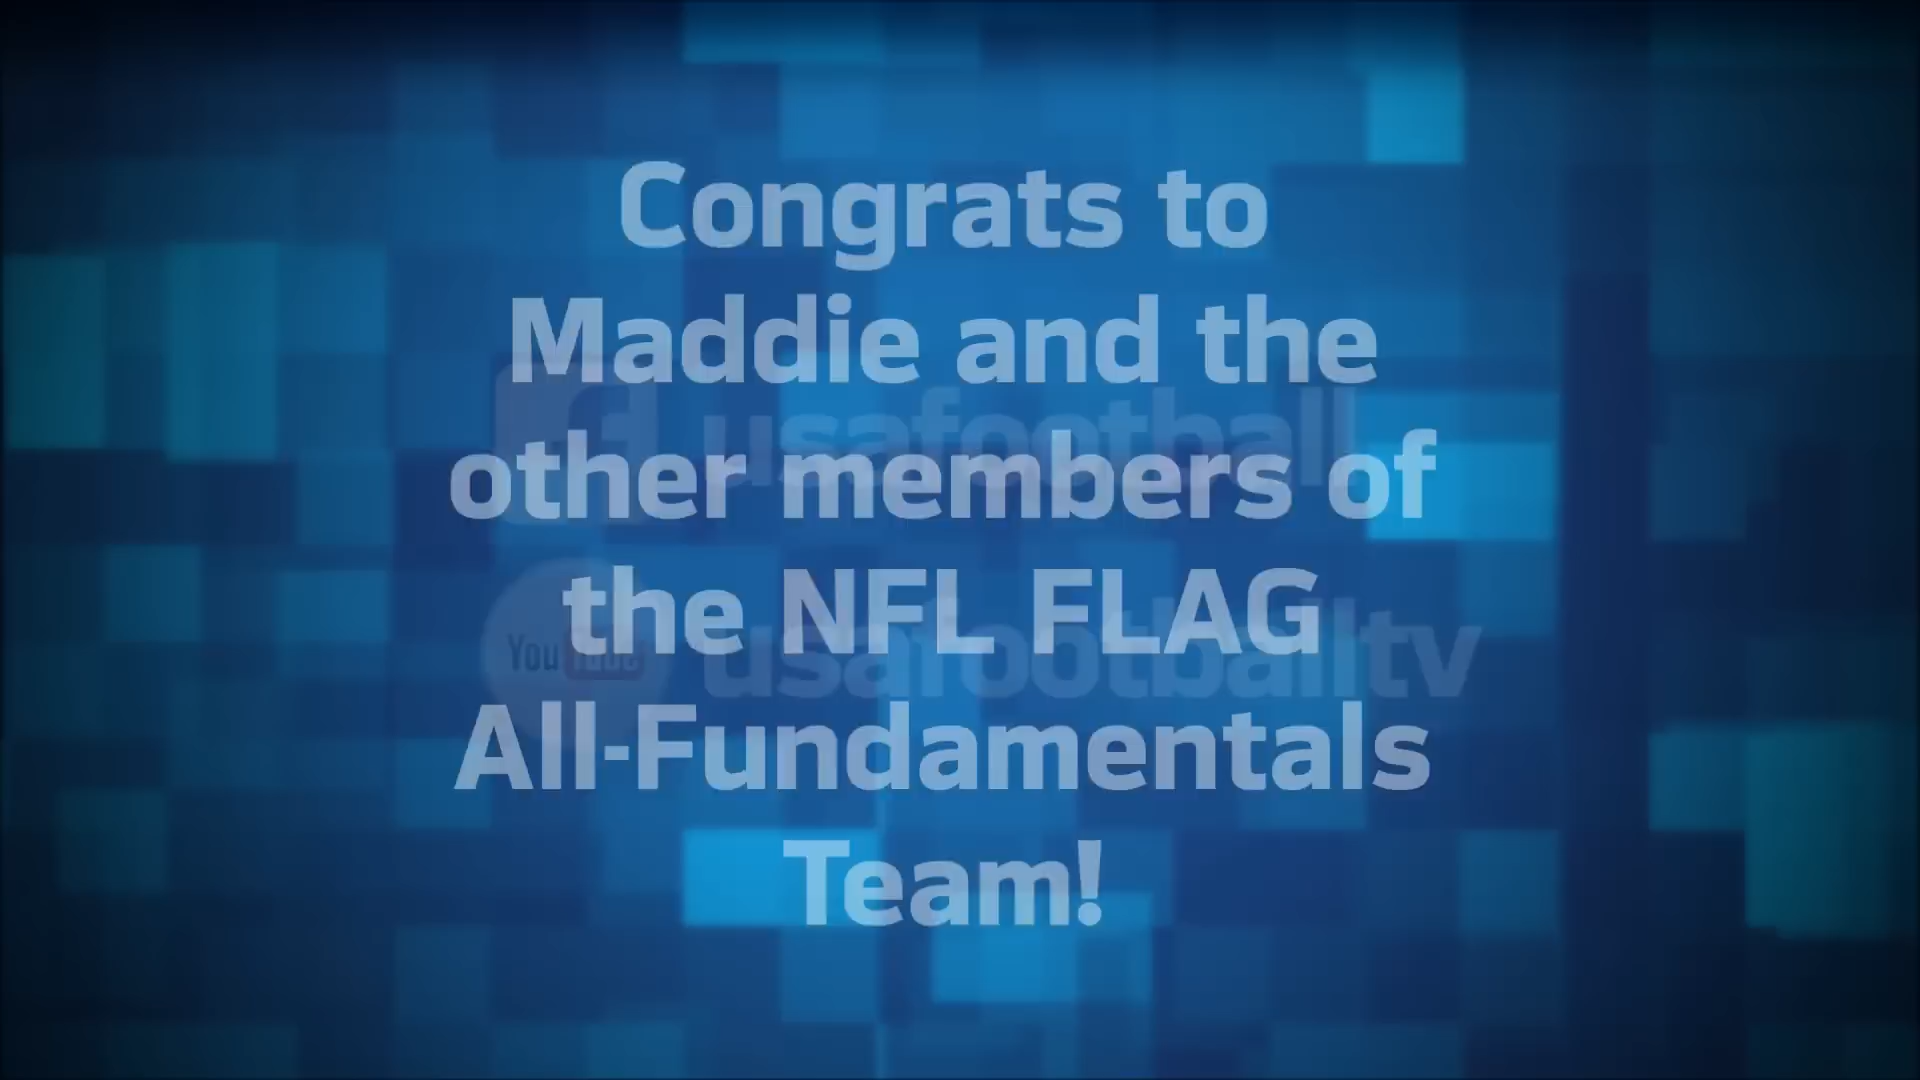 Congrats to
Maddie and the
usafootball
other members of
the NFL FLAG
YouTube usafootballtv
All-Fundamentals
Team!